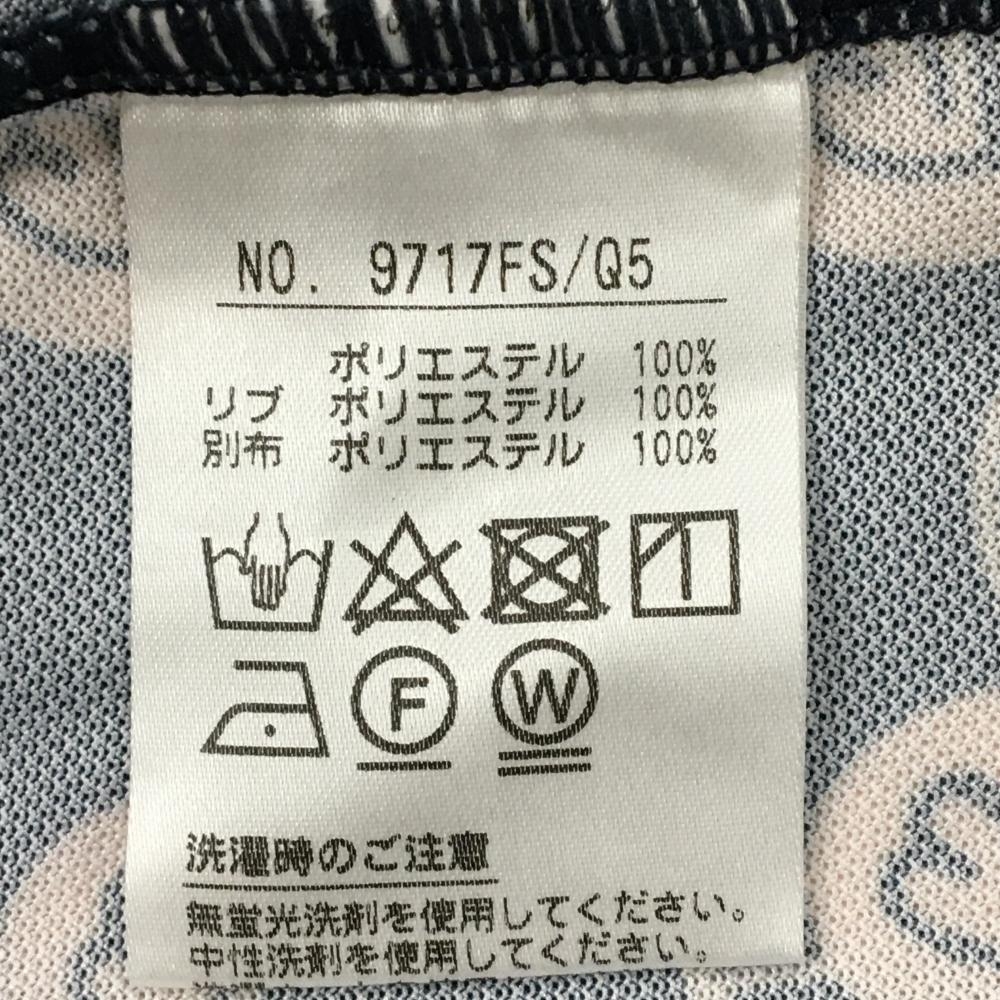 NO. 9717FS/Q5
ポリエステル 100%
リブ ポリエステル 100%
別布 ポリエステル 100%
F
W
洗濯時のご注意
無蛍光洗剤を使用してください。
中性洗剤を使用してください。